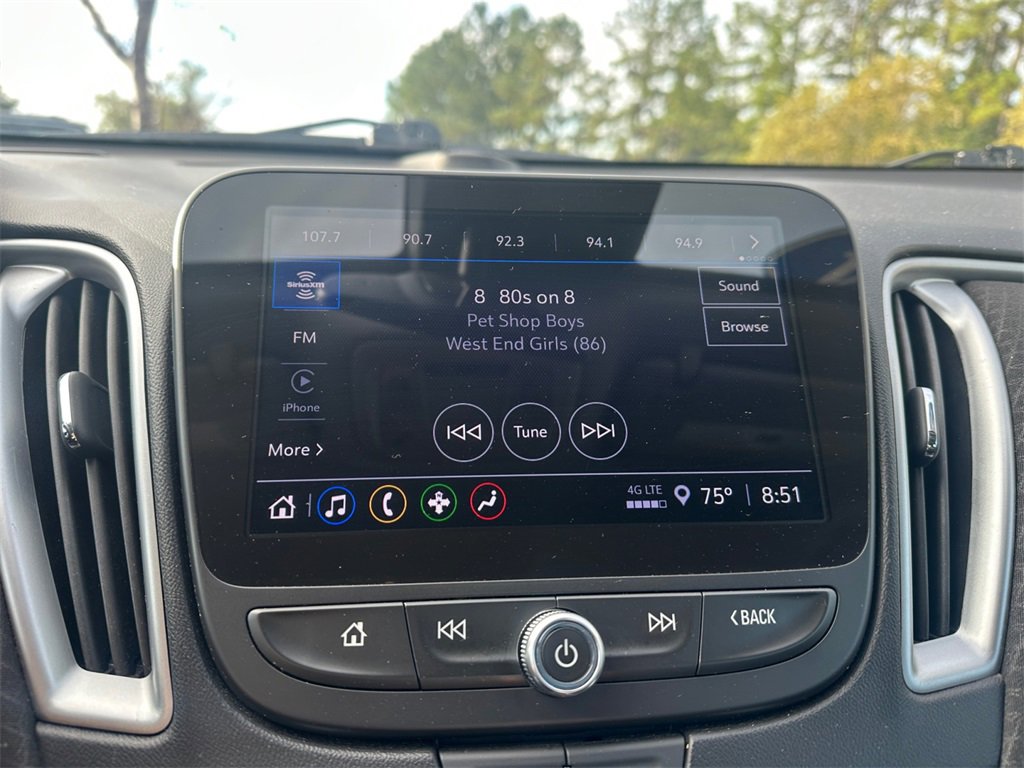 107.7 90.7 92.3 94.1 94.9
SiriusXM
8 80s on 8
Sound
Pet Shop Boys
Browse
FM
West End Girls (86)
iPhone
Tune
More >
4G LTE
75° 8:51
<BACK